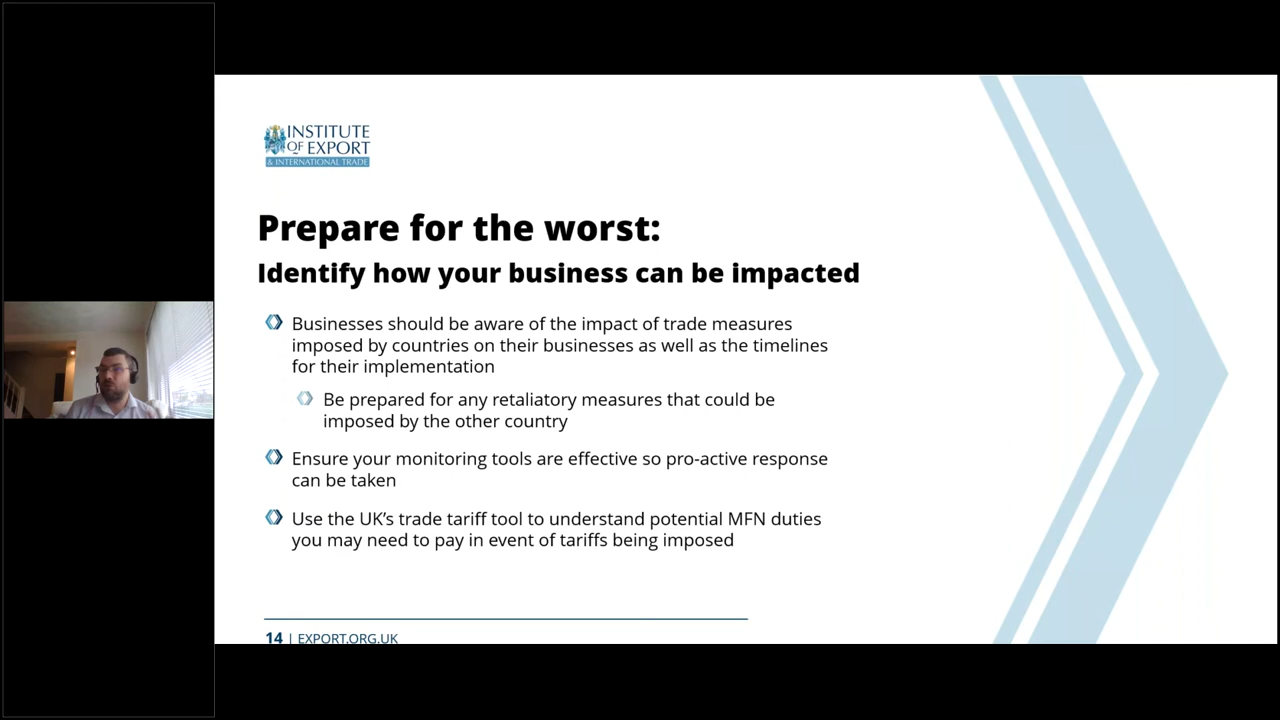 INSTITUTE
OF EXPORT
& INTERNATIONAL TRADE
Prepare for the worst:
Identify how your business can be impacted
Businesses should be aware of the impact of trade measures
imposed by countries on their businesses as well as the timelines
for their implementation
Be prepared for any retaliatory measures that could be
imposed by the other country
Ensure your monitoring tools are effective so pro-active response
can be taken
Use the UK’s trade tariff tool to understand potential MFN duties
you may need to pay in event of tariffs being imposed
14 | EXPORT.ORG.UK